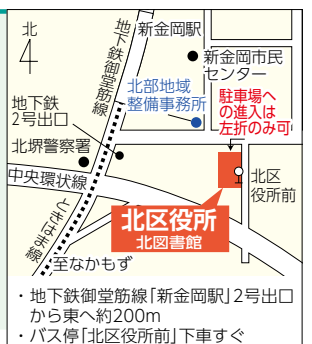 北
4
地下鉄御堂筋線
新金岡駅
新金岡市民
センター
北部地域
整備事務所
駐車場へ
の進入は
左折のみ可
地下鉄
2号出口
北堺警察署
中央環状線
ときはま線
北区
役所前
北区役所
北図書館
至なかもず
・地下鉄御堂筋線「新金岡駅」2号出口
から東へ約200m
・バス停「北区役所前」下車すぐ